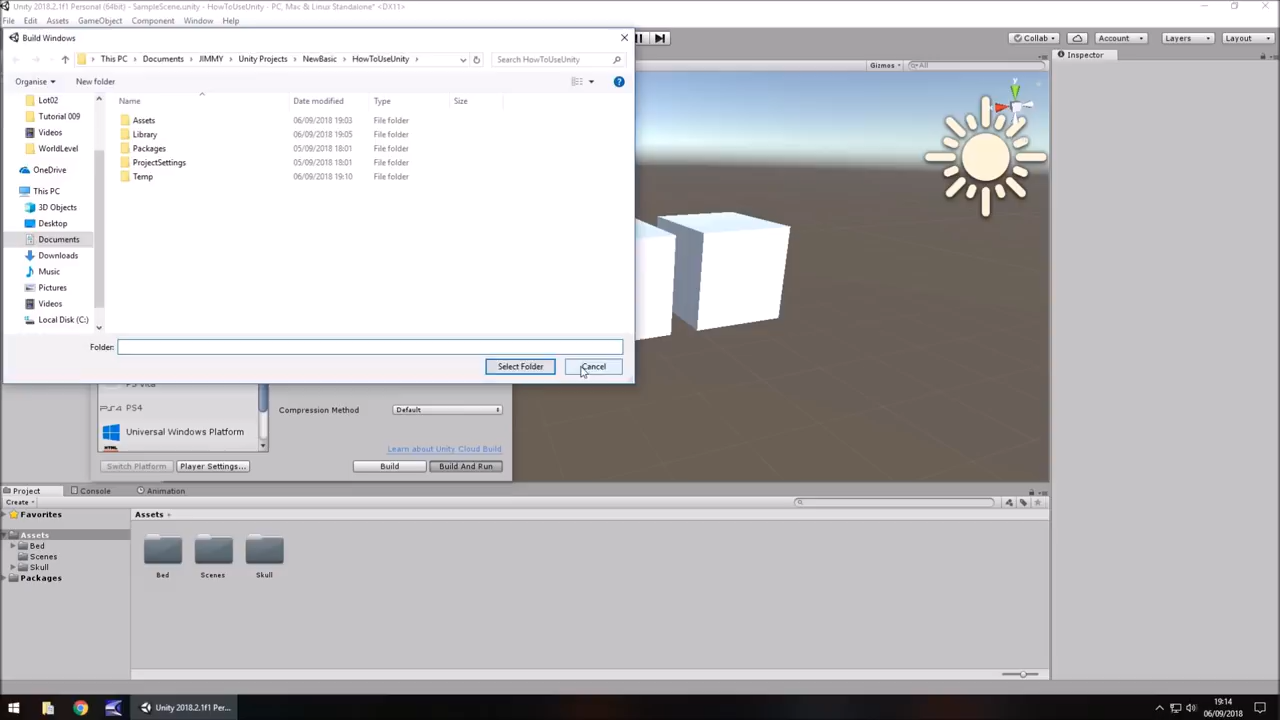 Unity 2018.2.1f1 Personal (64bit) - SampleScene.unity - HowToUseUnity - PC, Mac & Linux Standalone* <DX11>
File Edit Assets GameObject Component Window Help
Collab Account Layers Layout
Build Windows
This PC Documents JIMMY Unity Projects NewBasic HowToUseUnity Search HowToUseUnity
Organise New folder
Inspector
Gizmos All
Name Date modified Type Size
Lot02
Tutorial 009
Videos
WorldLevel
OneDrive
This PC
3D Objects
Desktop
Documents
Downloads
Music
Pictures
Videos
Local Disk (C:)
Assets 06/09/2018 19:03 File folder
Library 06/09/2018 19:05 File folder
Packages 05/09/2018 18:01 File folder
ProjectSettings 05/09/2018 18:01 File folder
Temp 06/09/2018 19:10 File folder
y
Folder:
Select Folder Cancel
PS Vita
PS4
Universal Windows Platform
Compression Method Default
Learn about Unity Cloud Build
Switch Platform Player Settings... Build Build And Run
Project Console Animation
Create
Favorites
Assets
Bed
Scenes
Skull
Packages
Assets
Bed Scenes Skull
Unity 2018.2.1f1 Per...
19:14
06/09/2018